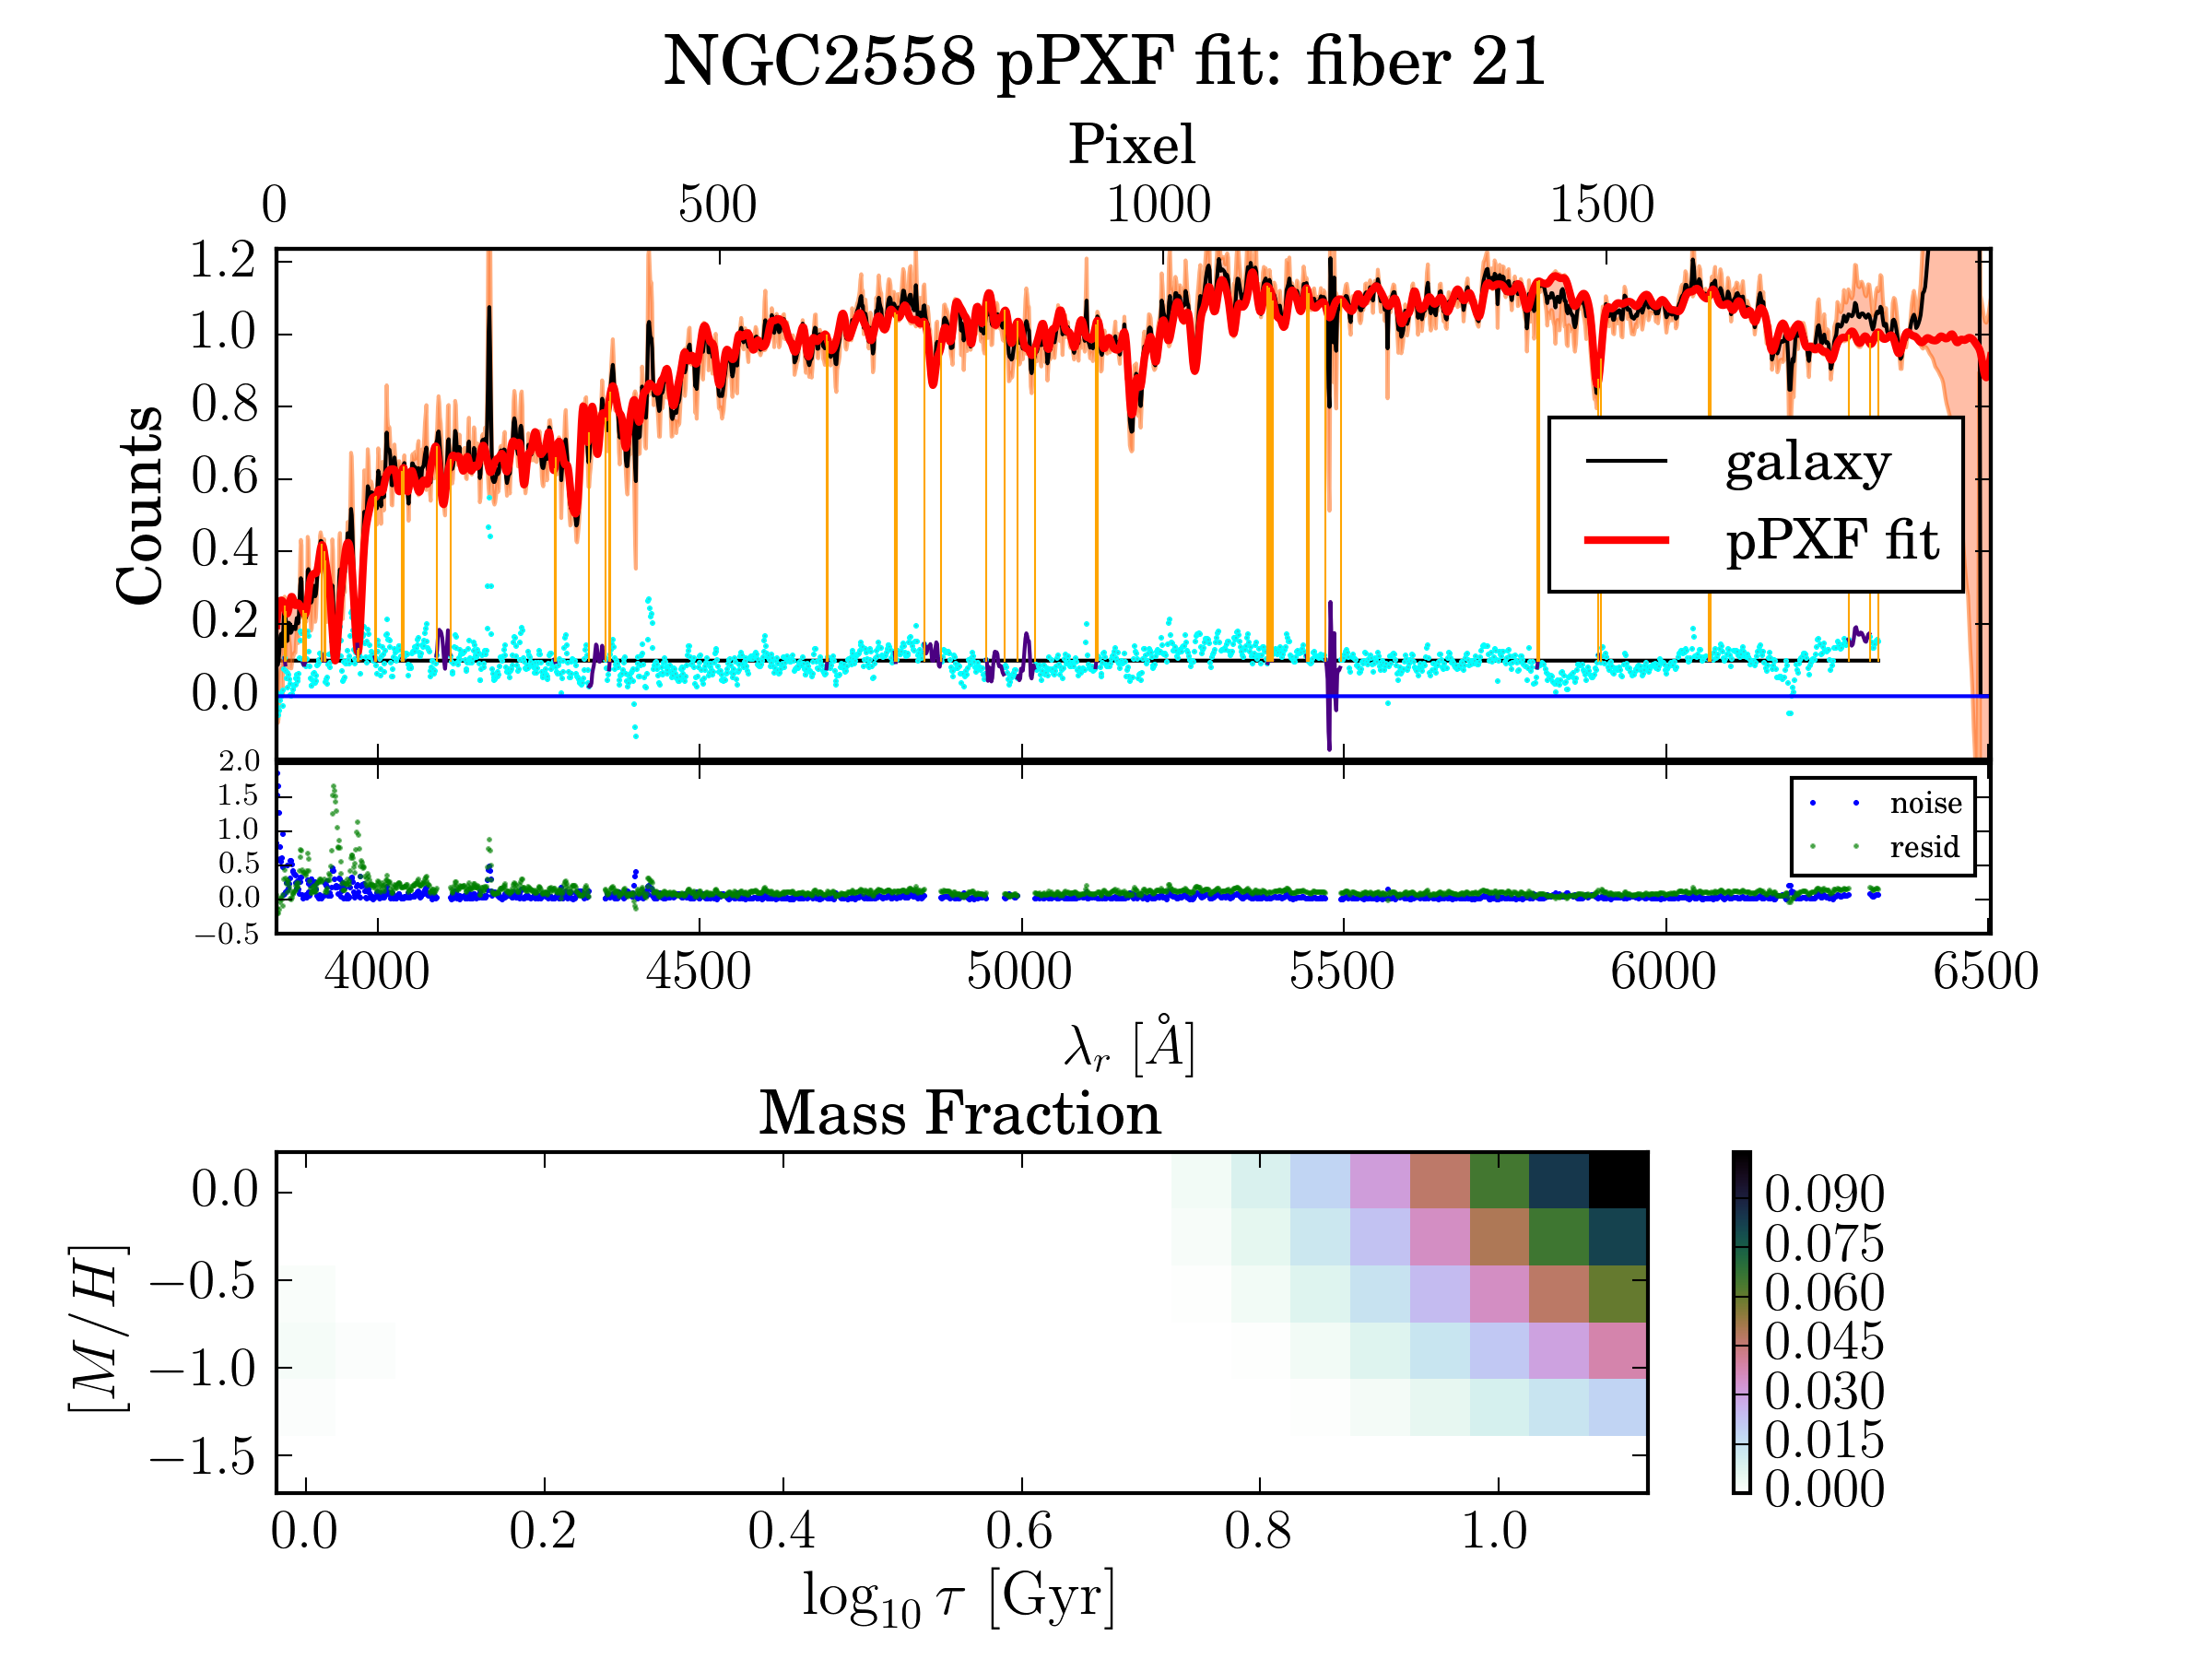 NGC2558 pPXF fit: fiber 21
Pixel
0 500 1000 1500
1.2
1.0
0.8
0.6
0.4
0.2
0.0
Counts
galaxy
pPXF fit
2.0
1.5
1.0
0.5
0.0
−0.5
noise
resid
4000 4500 5000 5500 6000 6500
λr [Å]
Mass Fraction
0.0
−0.5
−1.0
−1.5
[M/H]
0.090
0.075
0.060
0.045
0.030
0.015
0.000
0.0 0.2 0.4 0.6 0.8 1.0
log10 τ [Gyr]